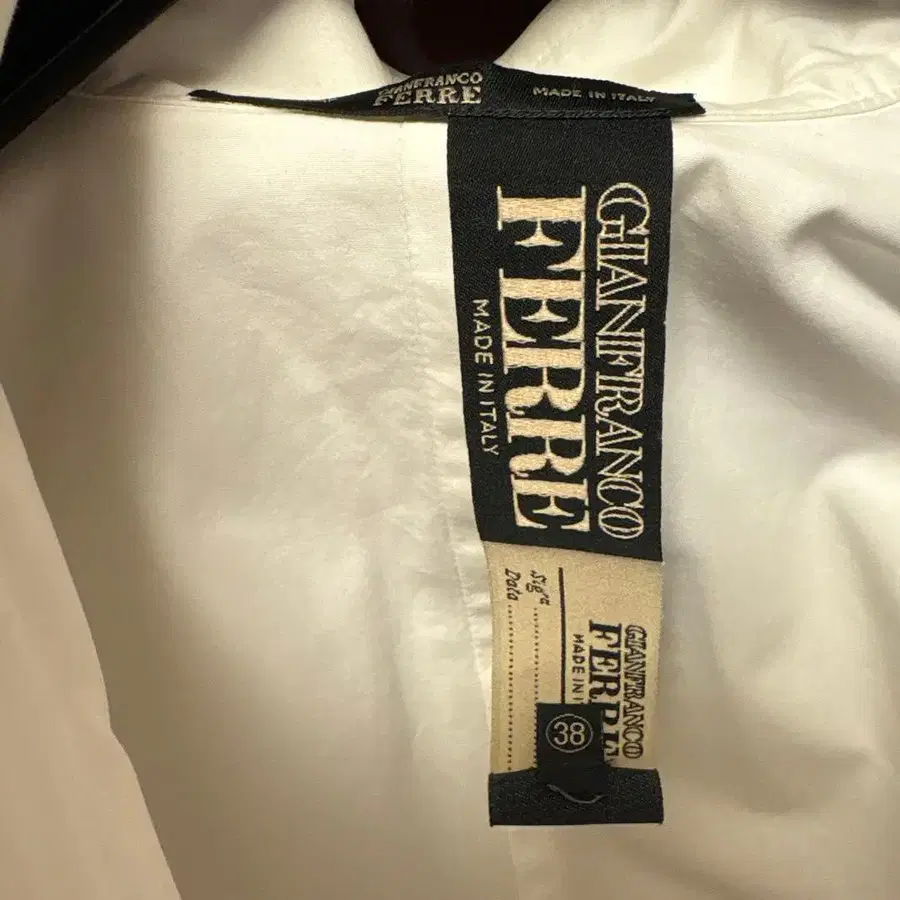 GIANFRANCO
FERRE
MADE IN ITALY
GIANFRANCO
FERRE
MADE IN ITALY
GIANFRANCO
FERRE
MADE IN I
Sig.a
Data
38